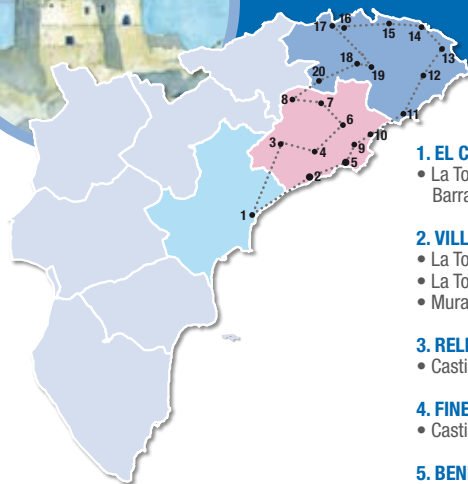 17 16 15 14
13
18
19
12
20
8 7
11
6
10
3 9
4
5
2
1
1. EL C
• La To
Barra
2. VILL
• La To
• La To
• Mura
3. RELL
• Casti
4. FINE
• Casti
5. BENI